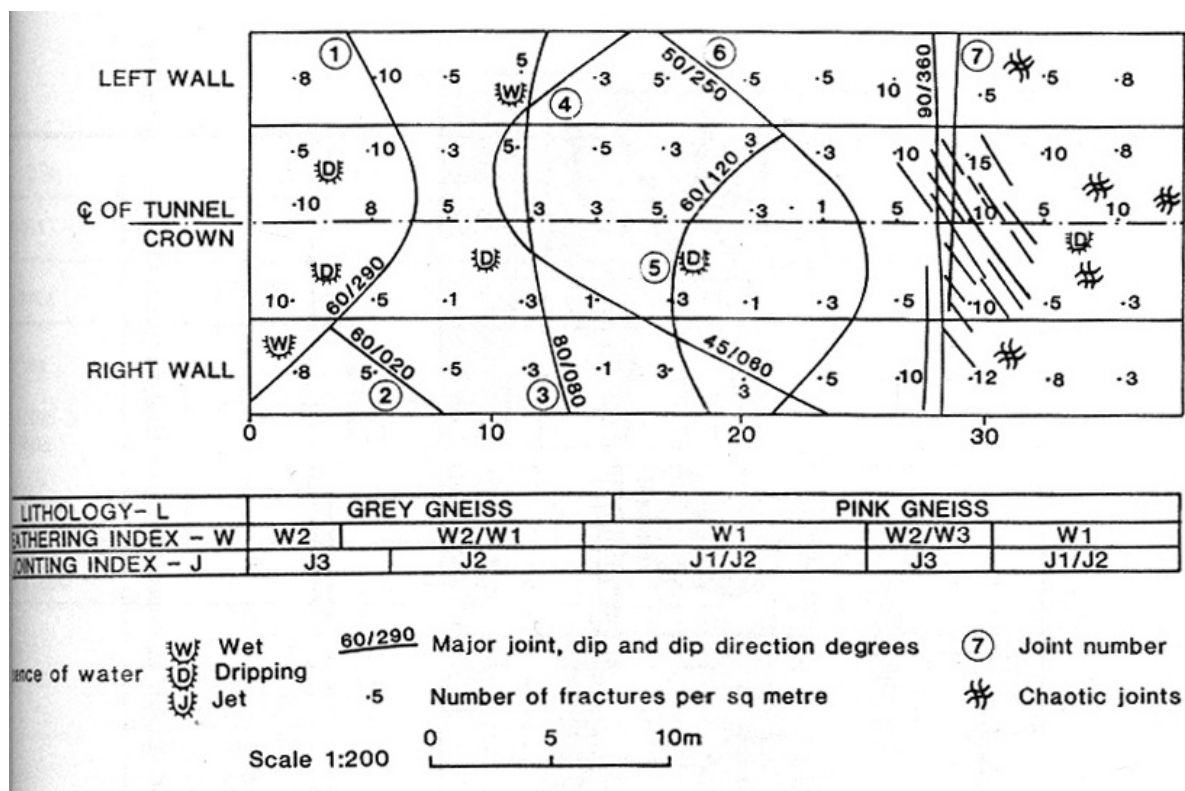 1 5 6 7
LEFT WALL ·8 ·10 ·5 W 4 ·3 5· 50/250 ·5 ·5 10 90/360 ·5 ·5 ·8
·5 D ·10 ·3 5· ·5 ·3 60/120 3 ·3 10 15 ·10 ·8
℄ OF TUNNEL ·10 8 5 3 3 5 ·3 1 5 10 5 10
CROWN
D 60/290 D 5 D D
10· ·5 ·1 ·3 1· ·3 ·1 ·3 ·5 10 ·5 ·3
W 60/020 80/080 45/080
RIGHT WALL ·8 5· ·5 ·3 ·1 3· 3 ·5 ·10 ·12 ·8 ·3
2 3
0 10 20 30
LITHOLOGY- L GREY GNEISS PINK GNEISS
EATHERING INDEX - W W2 W2/W1 W1 W2/W3 W1
OINTING INDEX - J J3 J2 J1/J2 J3 J1/J2
W Wet 60/290 Major joint, dip and dip direction degrees 7 Joint number
ence of water D Dripping
J Jet ·5 Number of fractures per sq metre Chaotic joints
0 5 10m
Scale 1:200